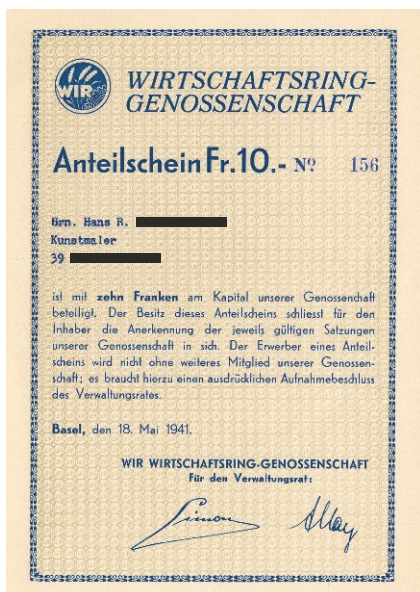 WIR
WIRTSCHAFTSRING-
GENOSSENSCHAFT
Anteilschein Fr. 10.- Nº 156
Hrn. Hans R.
Kunstmaler
39
ist mit zehn Franken am Kapital unserer Genossenchaft
beteiligt. Der Besitz dieses Anteilscheins schliesst für den
Inhaber die Anerkennung der jeweils gültigen Satzungen
unserer Genossenschaft in sich. Der Erwerber eines Anteil-
scheins wird nicht ohne weiteres Mitglied unserer Genossen-
schaft; es braucht hierzu einen ausdrücklichen Aufnahmebeschluss
des Verwaltungsrates.
Basel, den 18. Mai 1941.
WIR WIRTSCHAFTSRING-GENOSSENSCHAFT
Für den Verwaltungsrat: